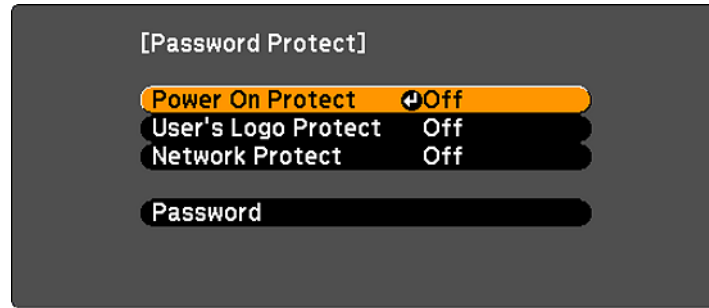 [Password Protect]
Power On Protect Off
User's Logo Protect Off
Network Protect Off
Password